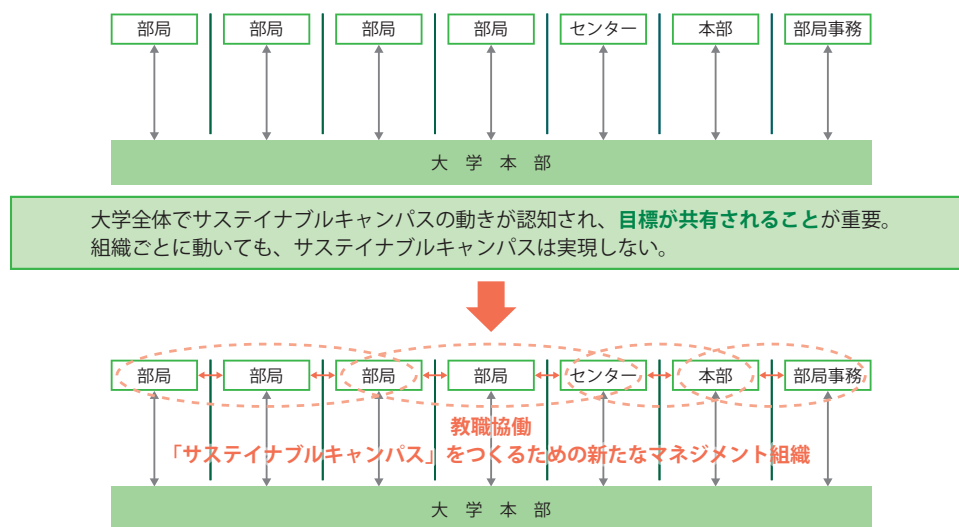 部局 部局 部局 部局 センター 本部 部局事務
大 学 本 部
大学全体でサステイナブルキャンパスの動きが認知され、目標が共有されることが重要。
組織ごとに動いても、サステイナブルキャンパスは実現しない。
部局 部局 部局 部局 センター 本部 部局事務
教職協働
「サステイナブルキャンパス」をつくるための新たなマネジメント組織
大 学 本 部